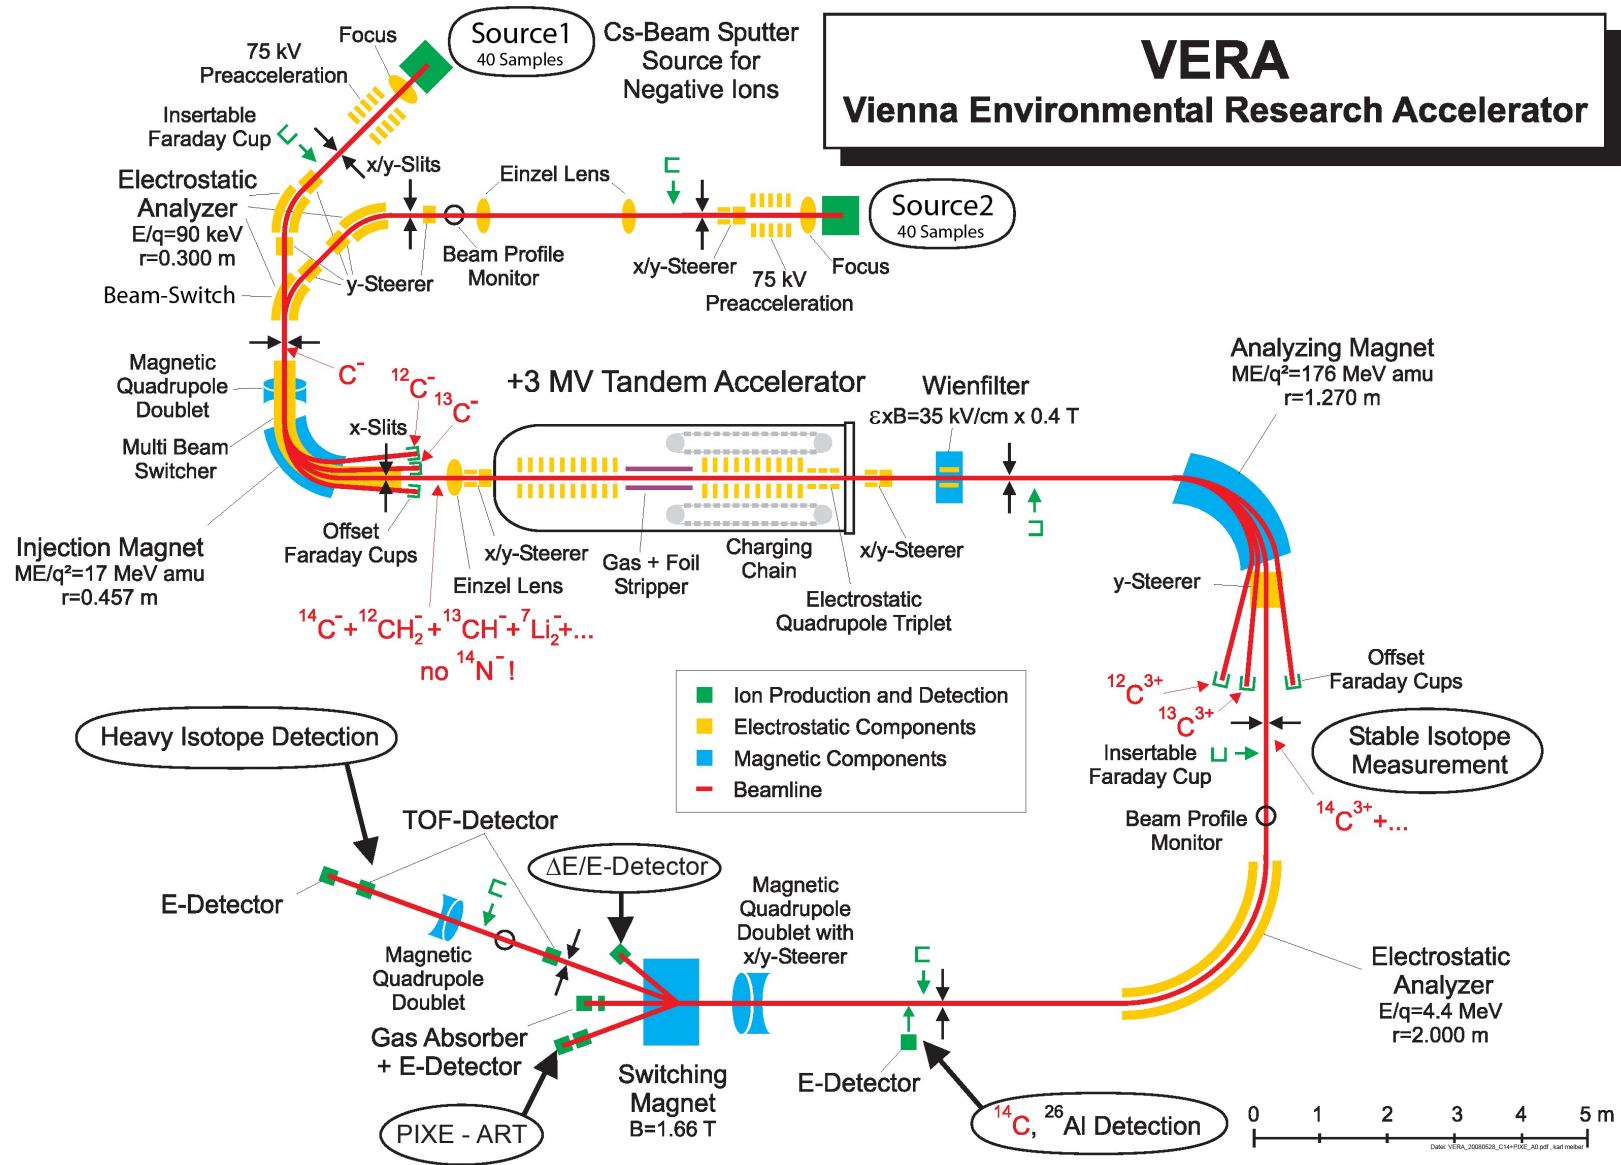 VERA
Vienna Environmental Research Accelerator
Source1
40 Samples
Cs-Beam Sputter
Source for
Negative Ions
Focus
75 kV
Preacceleration
Insertable
Faraday Cup
x/y-Slits
Electrostatic
Analyzer
E/q=90 keV
r=0.300 m
Einzel Lens
Source2
40 Samples
Beam Profile
Monitor
x/y-Steerer
Focus
75 kV
Preacceleration
y-Steerer
Beam-Switch
C⁻
Magnetic
Quadrupole
Doublet
¹²C⁻
¹³C⁻
x-Slits
Multi Beam
Switcher
+3 MV Tandem Accelerator
Wienfilter
εxB=35 kV/cm x 0.4 T
Analyzing Magnet
ME/q²=176 MeV amu
r=1.270 m
Injection Magnet
ME/q²=17 MeV amu
r=0.457 m
Offset
Faraday Cups
x/y-Steerer
Einzel Lens
Gas + Foil
Stripper
Charging
Chain
x/y-Steerer
Electrostatic
Quadrupole Triplet
y-Steerer
¹⁴C⁻+¹²CH₂⁻+¹³CH⁻+⁷Li₂⁻+...
no ¹⁴N⁻!
Ion Production and Detection
Electrostatic Components
Magnetic Components
Beamline
¹²C³⁺
¹³C³⁺
Offset
Faraday Cups
Insertable
Faraday Cup
Stable Isotope
Measurement
¹⁴C³⁺+...
Beam Profile
Monitor
Heavy Isotope Detection
TOF-Detector
ΔE/E-Detector
E-Detector
Magnetic
Quadrupole
Doublet
Magnetic
Quadrupole
Doublet with
x/y-Steerer
Electrostatic
Analyzer
E/q=4.4 MeV
r=2.000 m
Gas Absorber
+ E-Detector
Switching
Magnet
B=1.66 T
E-Detector
PIXE - ART
¹⁴C, ²⁶Al Detection
0 1 2 3 4 5 m
Date: VERA_20080528_C14+PIXE_A0.pdf , karl melber